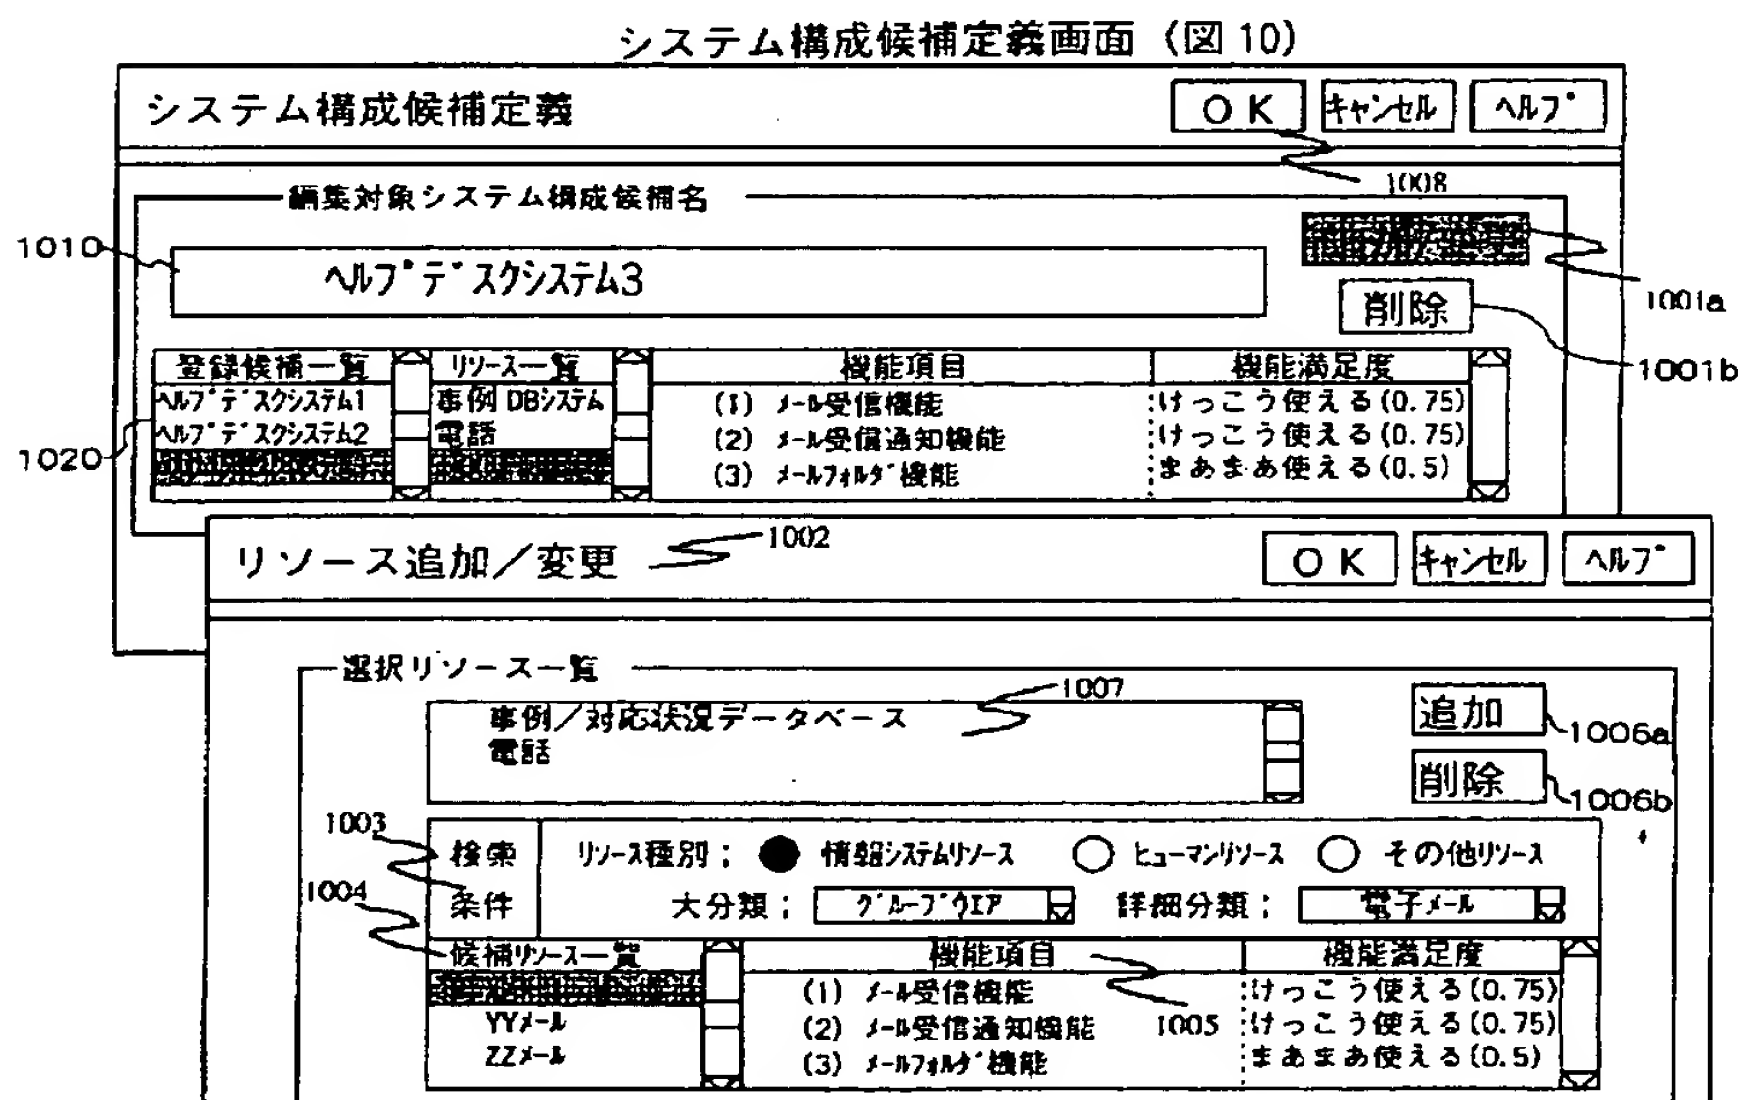 システム構成候補定義画面（図10）
システム構成候補定義
ＯＫ
キャンセル
ヘルプ
1008
編集対象システム構成候補名
1010
ヘルプデスクシステム3
1001a
削除
1001b
登録候補一覧
リソース一覧
機能項目
機能満足度
ヘルプデスクシステム1
事例DBシステム
(1) メール受信機能
けっこう使える(0.75)
ヘルプデスクシステム2
電話
(2) メール受信通知機能
けっこう使える(0.75)
1020
(3) メールフォルダ機能
まあまあ使える(0.5)
リソース追加／変更
1002
ＯＫ
キャンセル
ヘルプ
選択リソース一覧
1007
事例／対応状況データベース
電話
追加
1006a
削除
1006b
1003
検索
条件
リソース種別：
情報システムリソース
ヒューマンリソース
その他リソース
1004
大分類：
グループウエア
詳細分類：
電子メール
候補リソース一覧
機能項目
機能満足度
(1) メール受信機能
けっこう使える(0.75)
YYメール
(2) メール受信通知機能
1005
けっこう使える(0.75)
ZZメール
(3) メールフォルダ機能
まあまあ使える(0.5)